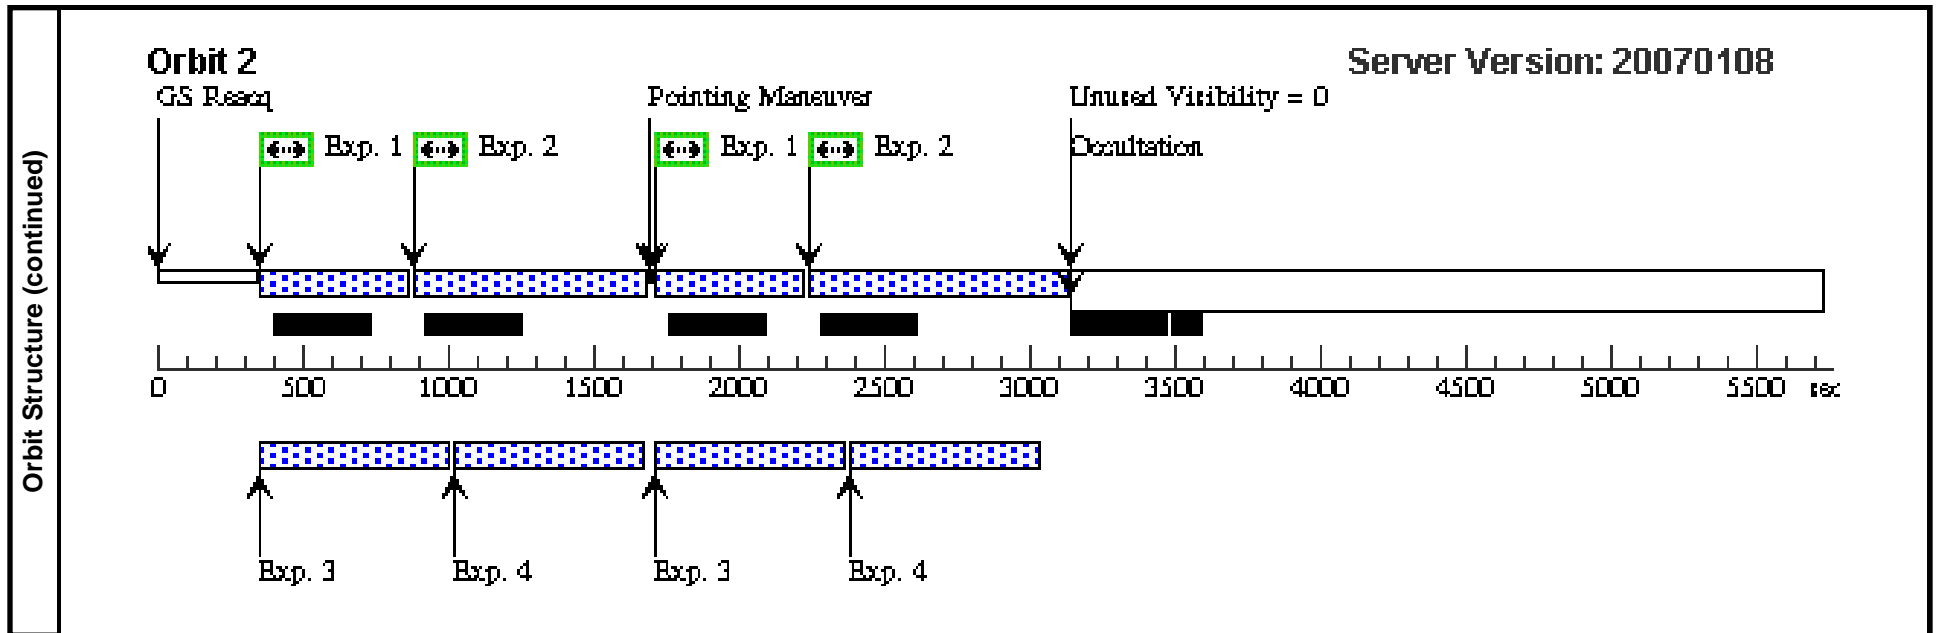 Orbit Structure (continued)
Orbit 2
Server Version: 20070108
GS Reacq
Pointing Maneuver
Unused Visibility = 0
Exp. 1
Exp. 2
Exp. 1
Exp. 2
Occultation
0 500 1000 1500 2000 2500 3000 3500 4000 4500 5000 5500 sec
Exp. 3
Exp. 4
Exp. 3
Exp. 4